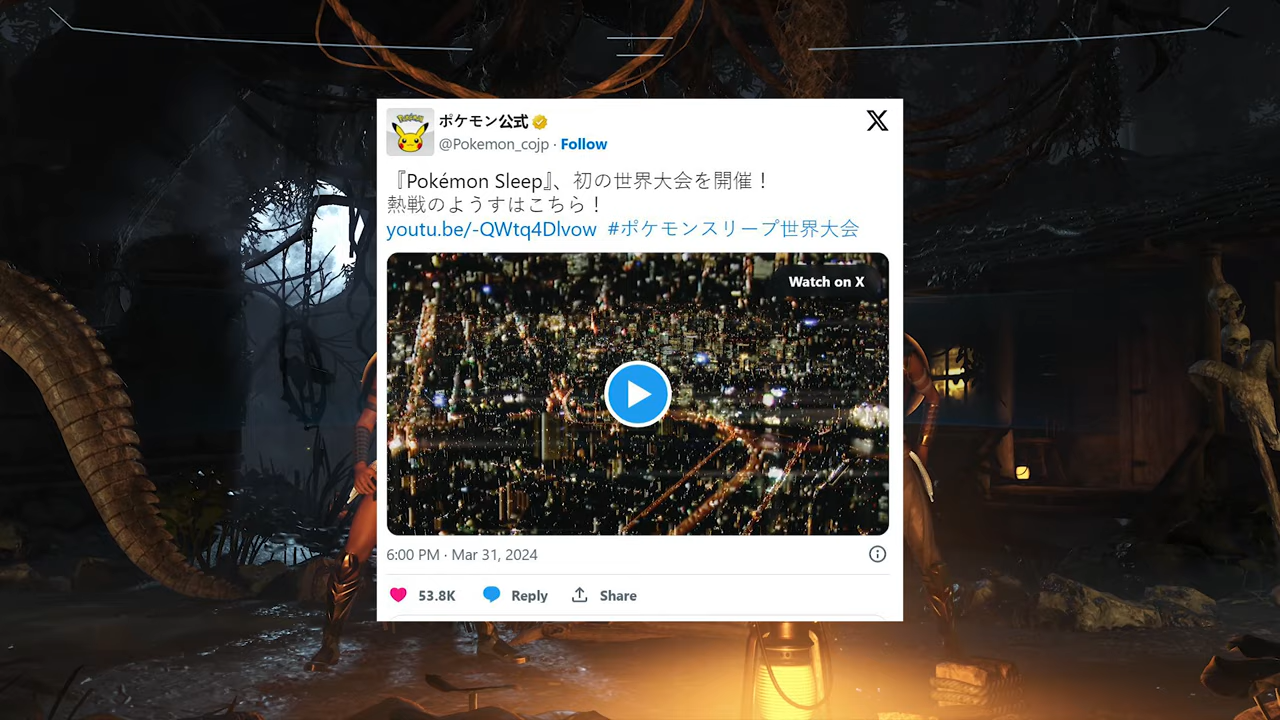 ポケモン公式
@Pokemon_cojp · Follow
『Pokémon Sleep』、初の世界大会を開催！
熱戦のようすはこちら！
youtu.be/-QWtq4Dlvow #ポケモンスリープ世界大会
Watch on X
6:00 PM · Mar 31, 2024
53.8K Reply Share